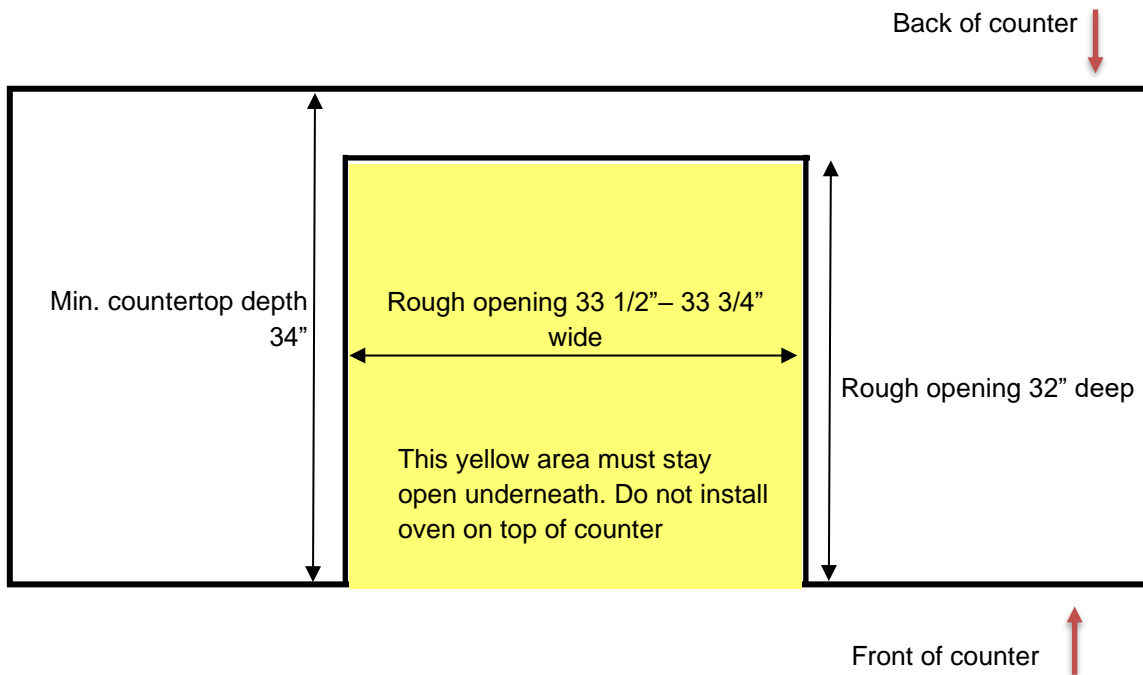 Back of counter
Min. countertop depth
34”
Rough opening 33 1/2”– 33 3/4”
wide
Rough opening 32” deep
This yellow area must stay
open underneath. Do not install
oven on top of counter
Front of counter